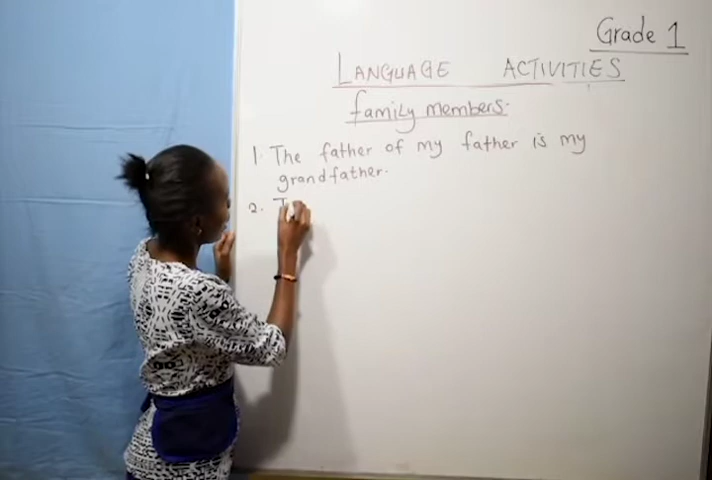 Grade 1
LANGUAGE ACTIVITIES
family members.
1. The father of my father is my
grandfather.
2. T